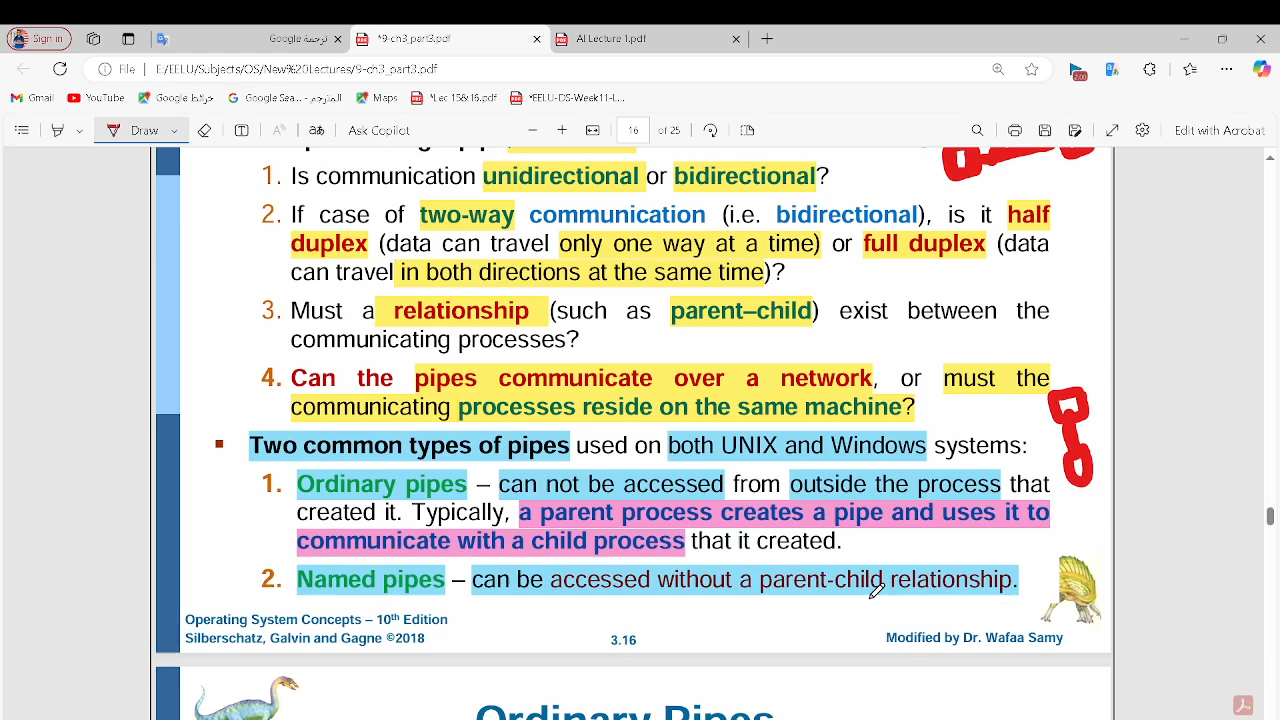 Sign in
ترجمة Google
*9-ch3_part3.pdf
AI Lecture 1.pdf
File
E:/EELU/Subjects/OS/New%20Lectures/9-ch3_part3.pdf
2.00
Gmail
YouTube
Google خرائط
Google المترجم - Sear...
Maps
*Lec 15&16.pdf
*EELU-DS-Week11-L...
Draw
Ask Copilot
16 of 25
Edit with Acrobat
1. Is communication unidirectional or bidirectional?
2. If case of two-way communication (i.e. bidirectional), is it half
duplex (data can travel only one way at a time) or full duplex (data
can travel in both directions at the same time)?
3. Must a relationship (such as parent–child) exist between the
communicating processes?
4. Can the pipes communicate over a network, or must the
communicating processes reside on the same machine?
▪ Two common types of pipes used on both UNIX and Windows systems:
1. Ordinary pipes – can not be accessed from outside the process that
created it. Typically, a parent process creates a pipe and uses it to
communicate with a child process that it created.
2. Named pipes – can be accessed without a parent-child relationship.
Operating System Concepts – 10th Edition
Silberschatz, Galvin and Gagne ©2018
3.16
Modified by Dr. Wafaa Samy
Ordinary Pipes